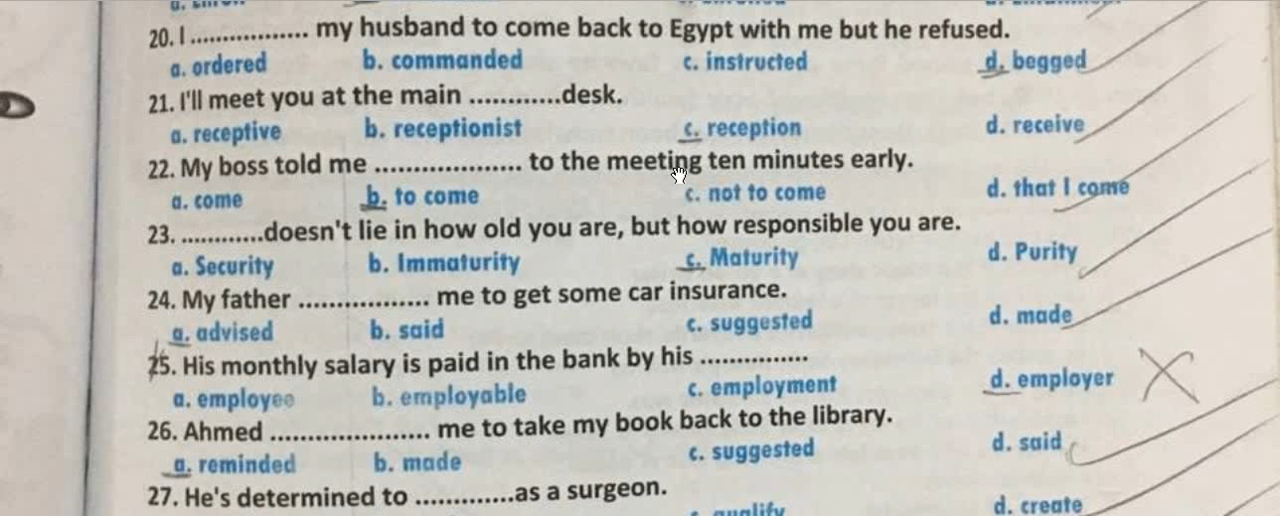 20. I ................ my husband to come back to Egypt with me but he refused.
a. ordered b. commanded c. instructed d. begged
21. I'll meet you at the main .............desk.
a. receptive b. receptionist c. reception d. receive
22. My boss told me .................... to the meeting ten minutes early.
a. come b. to come c. not to come d. that I come
23. ............doesn't lie in how old you are, but how responsible you are.
a. Security b. Immaturity c. Maturity d. Purity
24. My father .................. me to get some car insurance.
a. advised b. said c. suggested d. made
25. His monthly salary is paid in the bank by his ...............
a. employee b. employable c. employment d. employer
26. Ahmed ...................... me to take my book back to the library.
a. reminded b. made c. suggested d. said
27. He's determined to .............as a surgeon.
c. qualify d. create